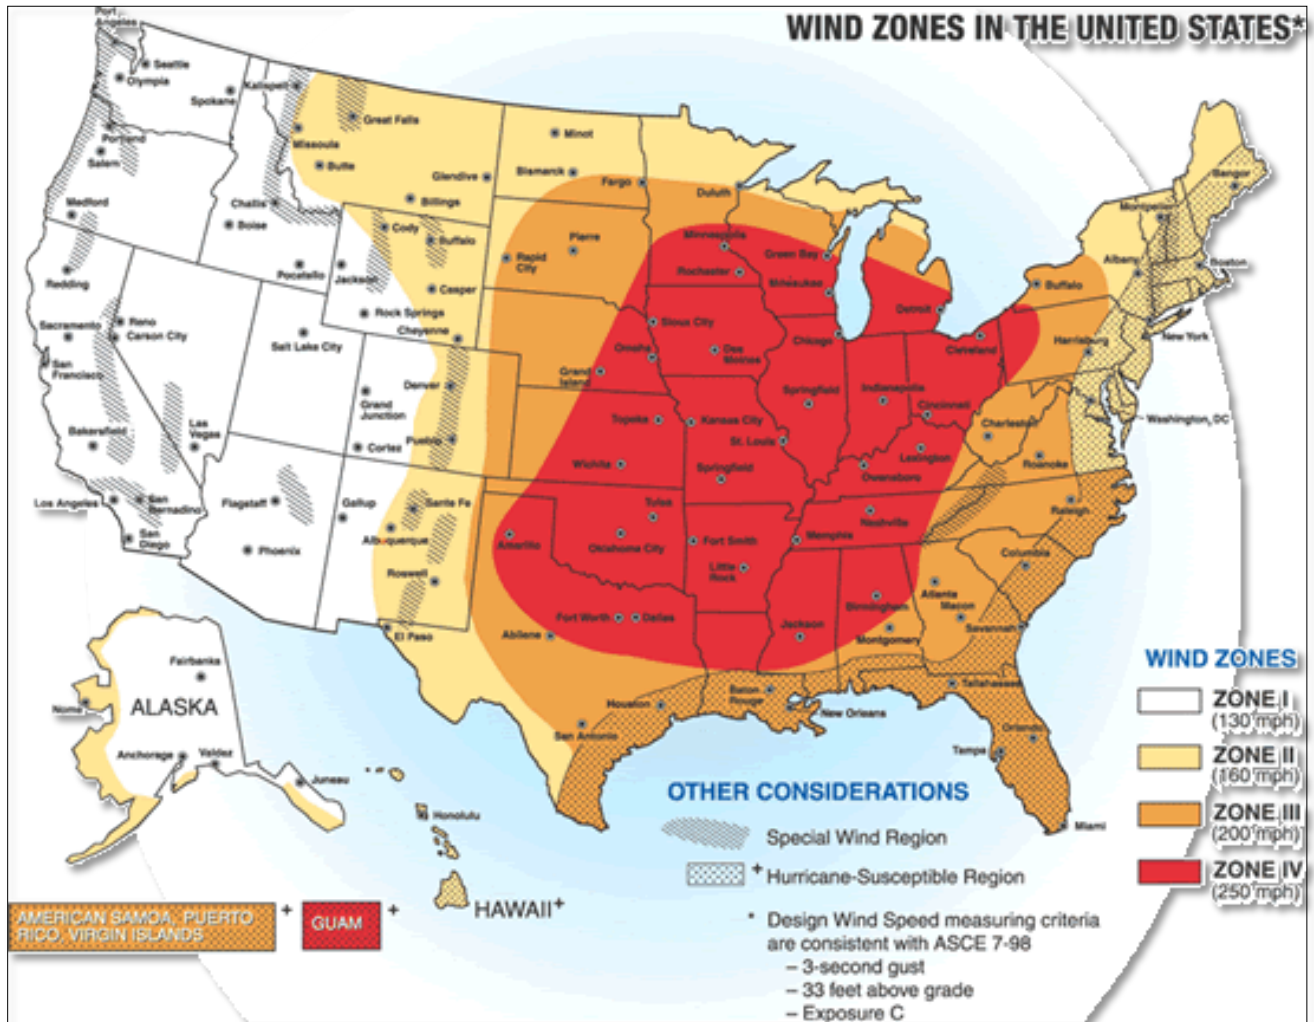 WIND ZONES IN THE UNITED STATES*
Port
Angeles
Seattle
Olympia
Spokane
Kalispell
Great Falls
Missoula
Butte
Glendive
Billings
Minot
Bismarck
Fargo
Duluth
Portland
Salem
Medford
Challis
Boise
Pocatello
Jackson
Cody
Buffalo
Casper
Rock Springs
Cheyenne
Rapid
City
Pierre
Minneapolis
Rochester
Green Bay
Milwaukee
Detroit
Buffalo
Albany
Montpelier
Bangor
Boston
New York
Harrisburg
Washington, DC
Redding
Sacramento
San
Francisco
Reno
Carson City
Salt Lake City
Grand
Junction
Cortez
Denver
Pueblo
Bakersfield
Las
Vegas
Los Angeles
San
Bernadino
San
Diego
Flagstaff
Phoenix
Gallup
Sante Fe
Albuquerque
Roswell
El Paso
Sioux City
Omaha
Des
Moines
Grand
Island
Chicago
Cleveland
Springfield
Indianapolis
Cincinnati
Topeka
Kansas City
St. Louis
Charleston
Lexington
Owensboro
Roanoke
Wichita
Springfield
Tulsa
Nashville
Raleigh
Amarillo
Oklahoma City
Fort Smith
Memphis
Little
Rock
Columbia
Atlanta
Macon
Birmingham
Savannah
Montgomery
Fort Worth
Dallas
Abilene
Jackson
Houston
Baton
Rouge
New Orleans
Tallahassee
San Antonio
Orlando
Tampa
Miami
Fairbanks
ALASKA
Nome
Anchorage
Valdez
Juneau
Honolulu
HAWAII+
AMERICAN SAMOA, PUERTO
RICO, VIRGIN ISLANDS
+
GUAM
+
WIND ZONES
ZONE I
(130 mph)
ZONE II
(160 mph)
ZONE III
(200 mph)
ZONE IV
(250 mph)
OTHER CONSIDERATIONS
Special Wind Region
+ Hurricane-Susceptible Region
* Design Wind Speed measuring criteria
are consistent with ASCE 7-98
– 3-second gust
– 33 feet above grade
– Exposure C